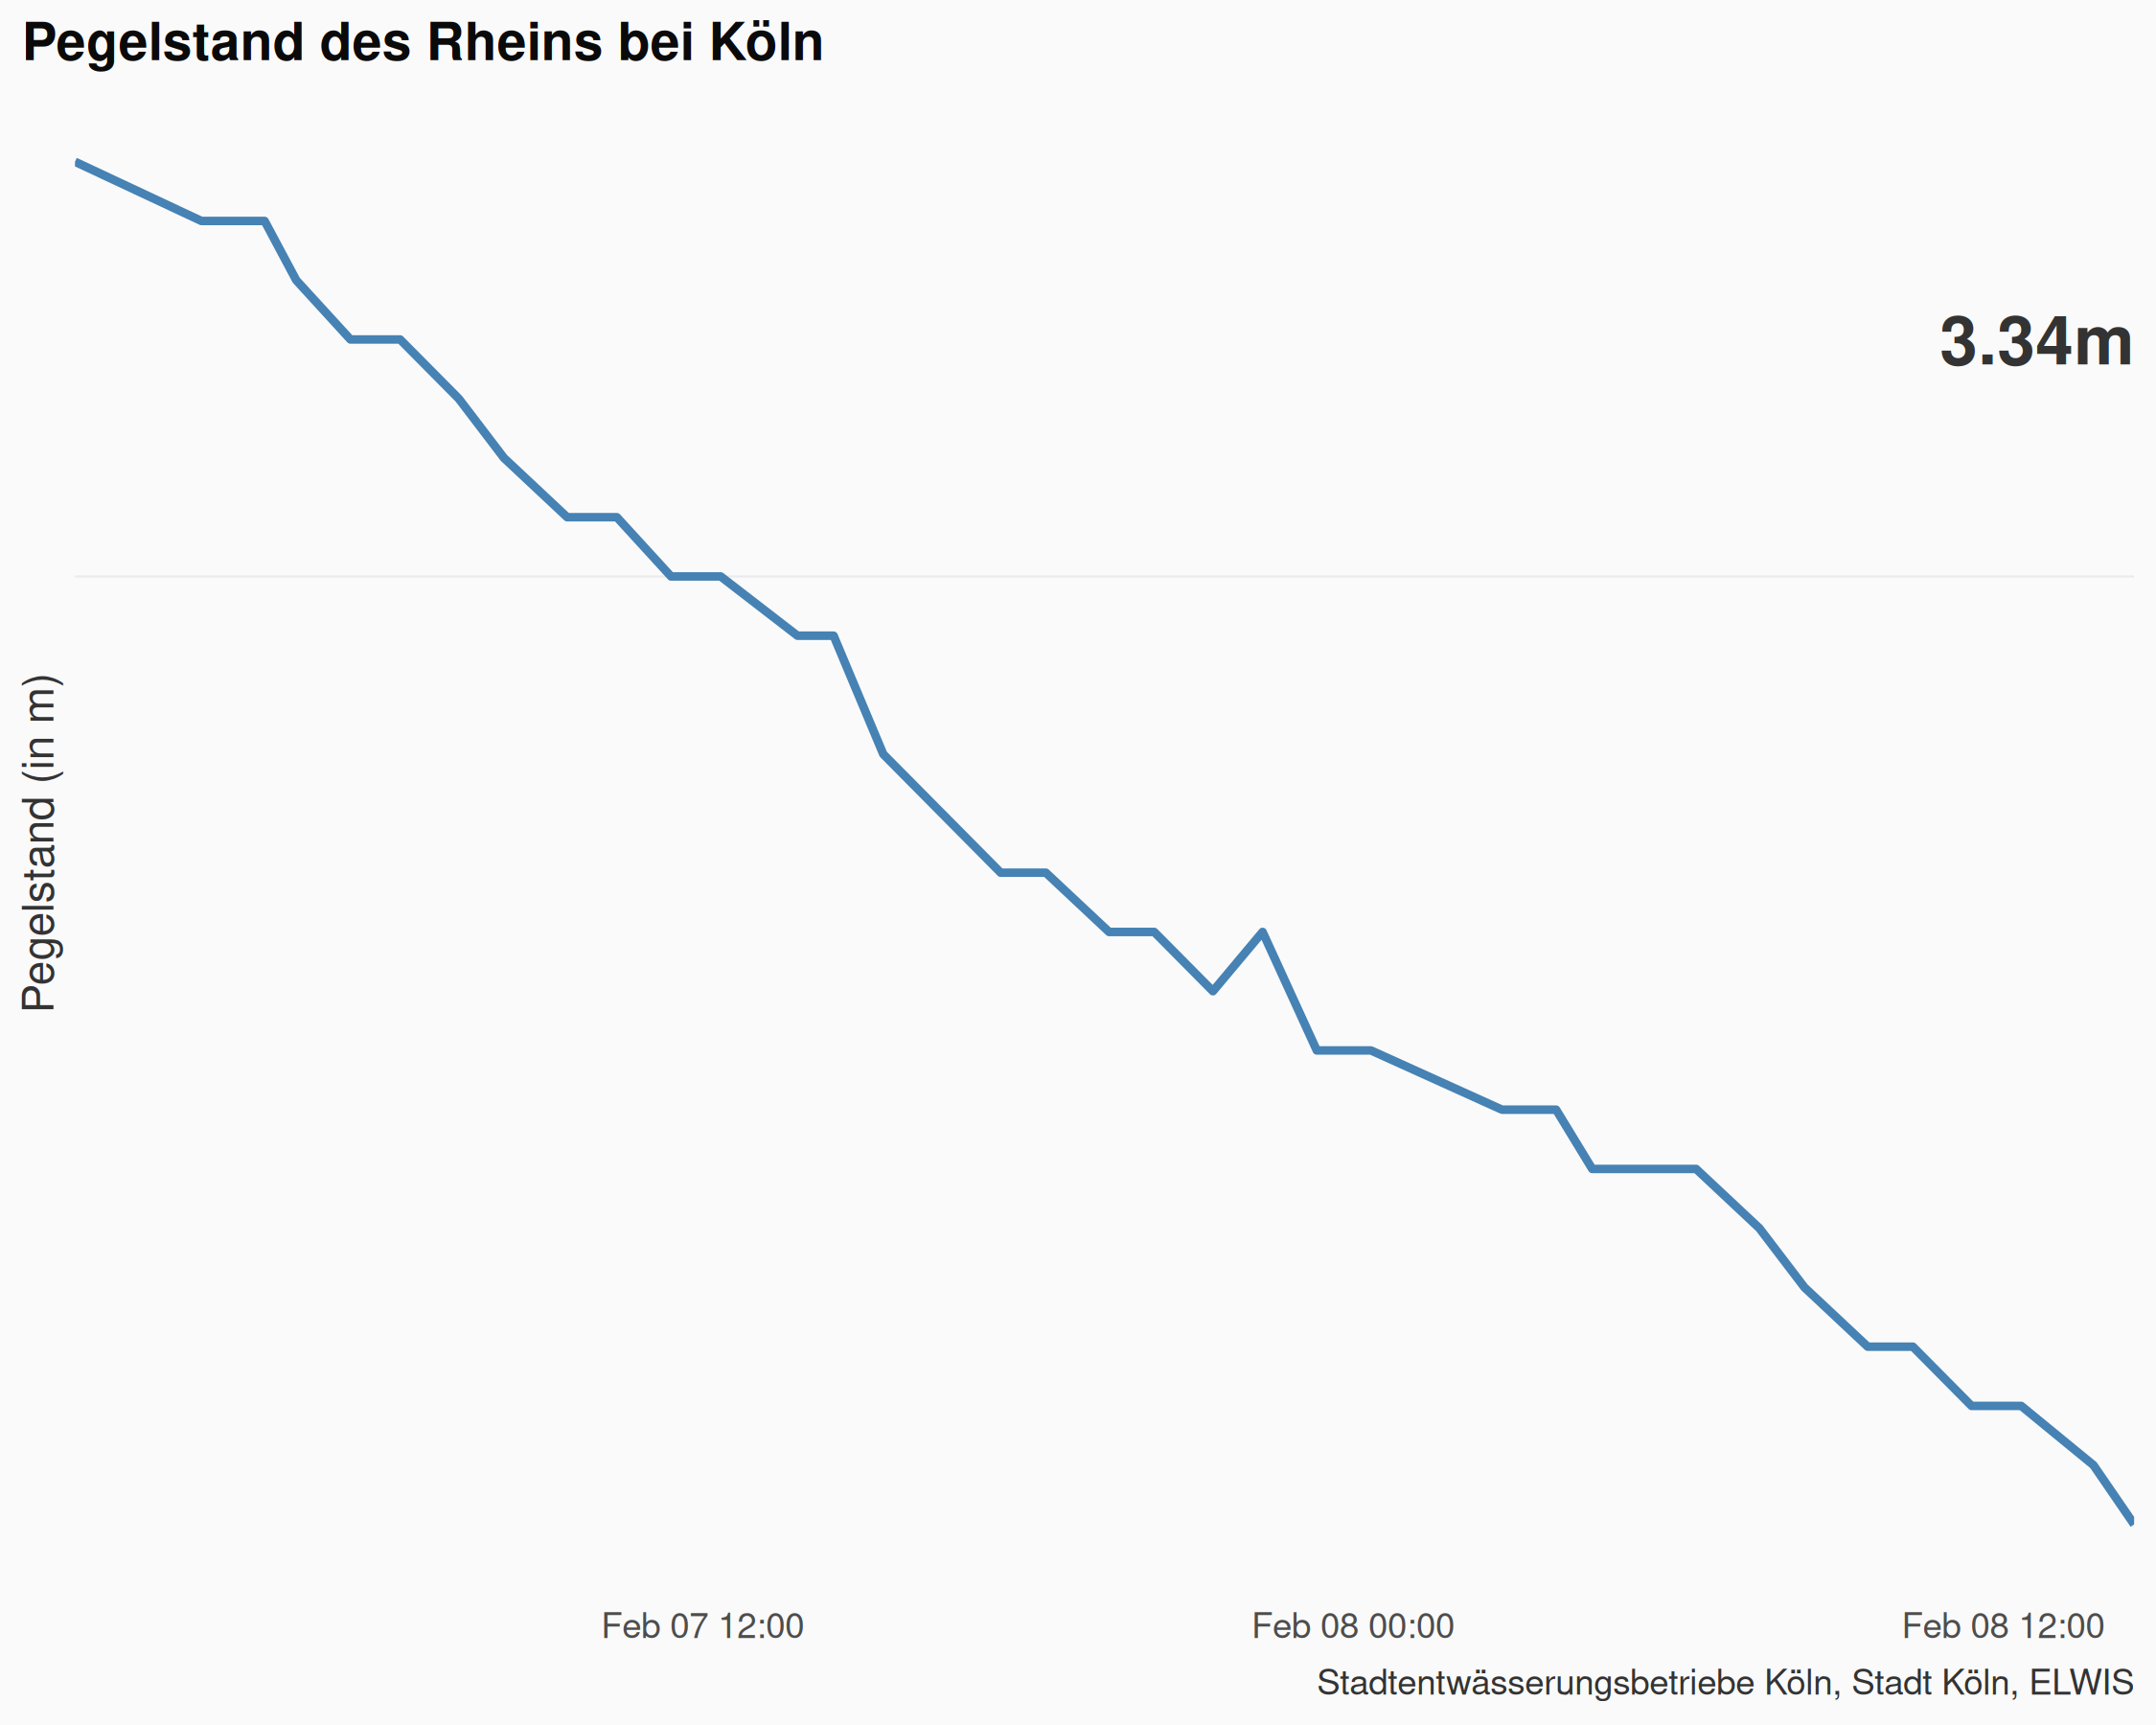 Pegelstand des Rheins bei Köln
3.34m
Pegelstand (in m)
Feb 07 12:00
Feb 08 00:00
Feb 08 12:00
Stadtentwässerungsbetriebe Köln, Stadt Köln, ELWIS